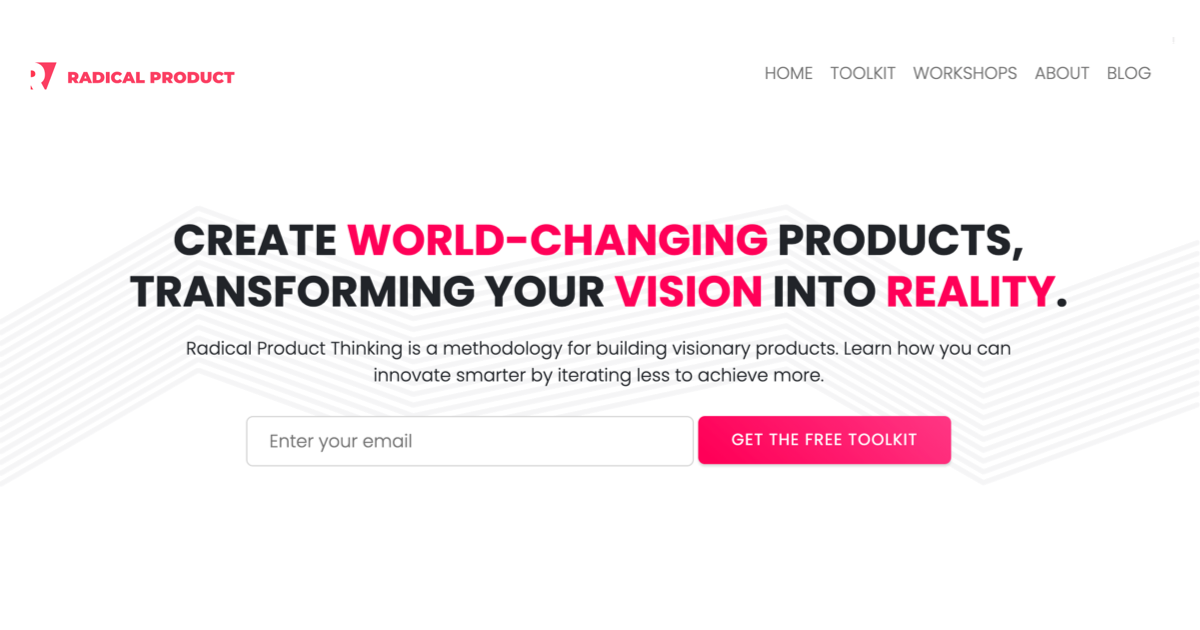 RADICAL PRODUCT
HOME TOOLKIT WORKSHOPS ABOUT BLOG
CREATE WORLD-CHANGING PRODUCTS,
TRANSFORMING YOUR VISION INTO REALITY.
Radical Product Thinking is a methodology for building visionary products. Learn how you can
innovate smarter by iterating less to achieve more.
Enter your email
GET THE FREE TOOLKIT